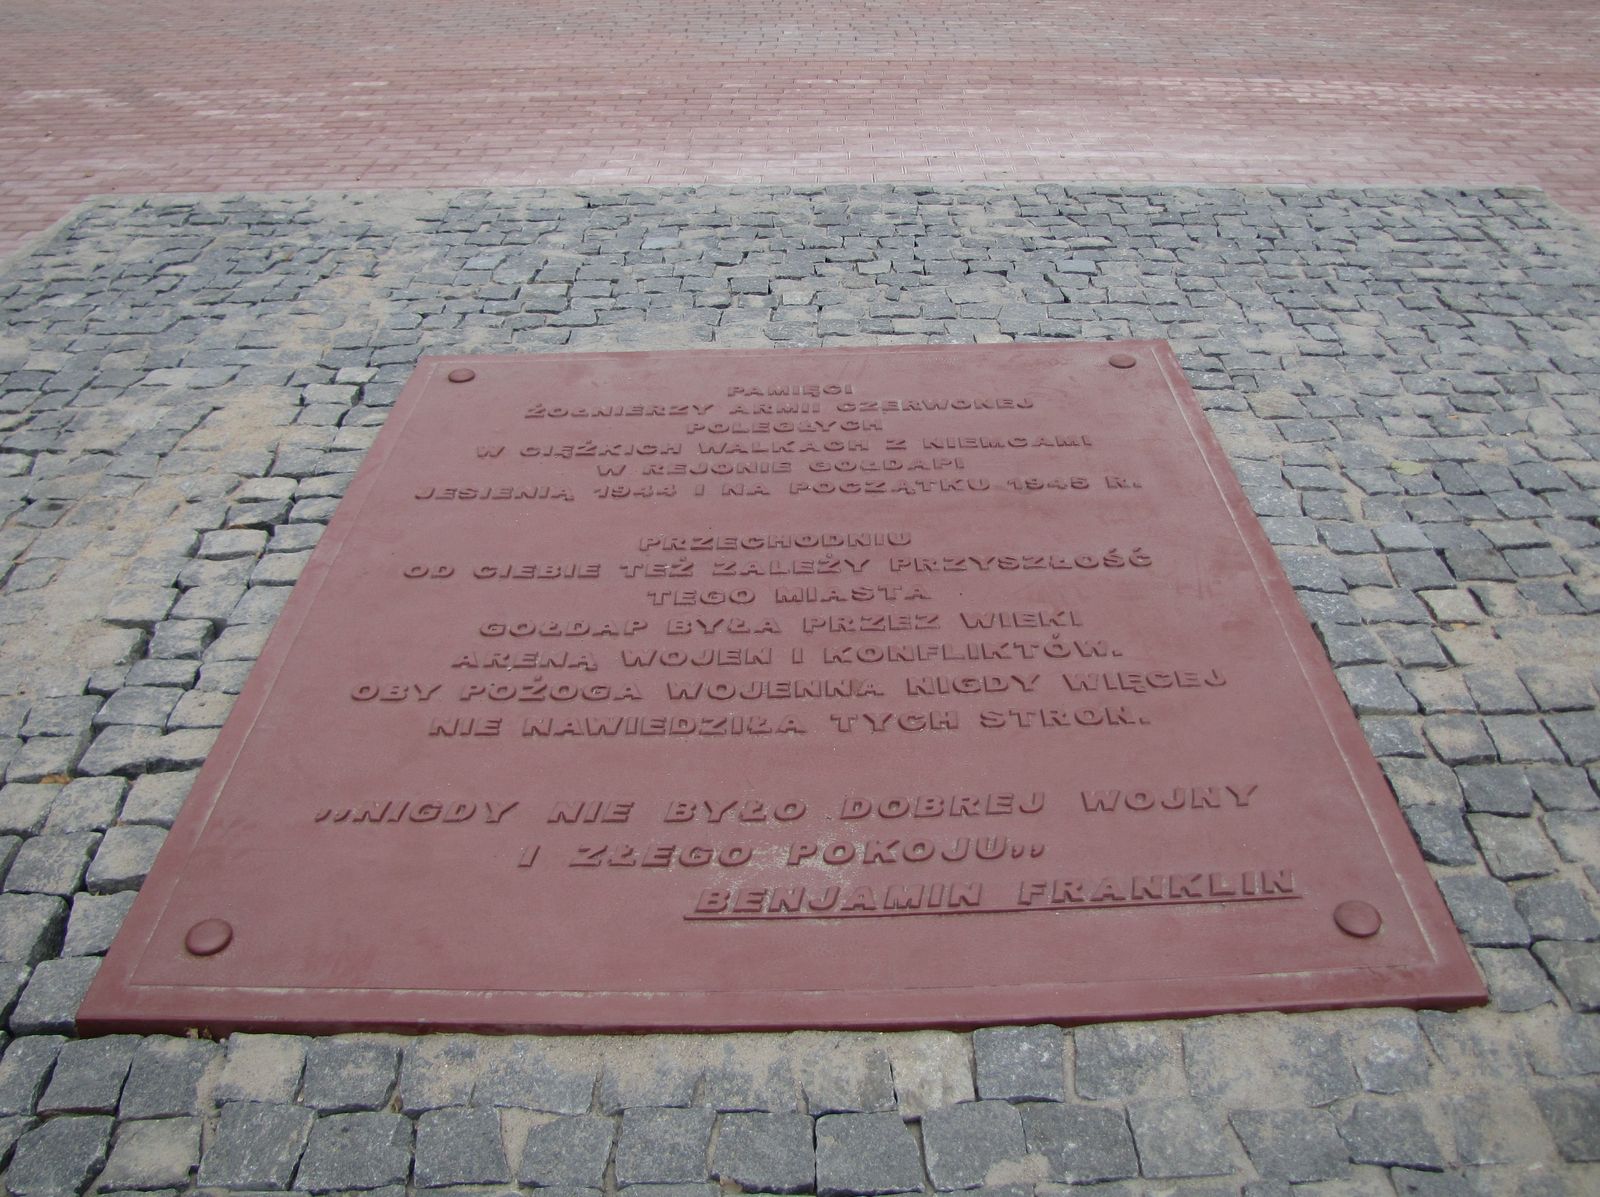 PAMIĘCI
ŻOŁNIERZY ARMII CZERWONEJ
POLEGŁYCH
W CIĘŻKICH WALKACH Z NIEMCAMI
W REJONIE GOŁDAPI
JESIENIĄ 1944 I NA POCZĄTKU 1945 R.
PRZECHODNIU
OD CIEBIE TEŻ ZALEŻY PRZYSZŁOŚĆ
TEGO MIASTA
GOŁDAP BYŁA PRZEZ WIEKI
ARENĄ WOJEN I KONFLIKTÓW.
OBY POŻOGA WOJENNA NIGDY WIĘCEJ
NIE NAWIEDZIŁA TYCH STRON.
,,NIGDY NIE BYŁO DOBREJ WOJNY
I ZŁEGO POKOJU,,
BENJAMIN FRANKLIN